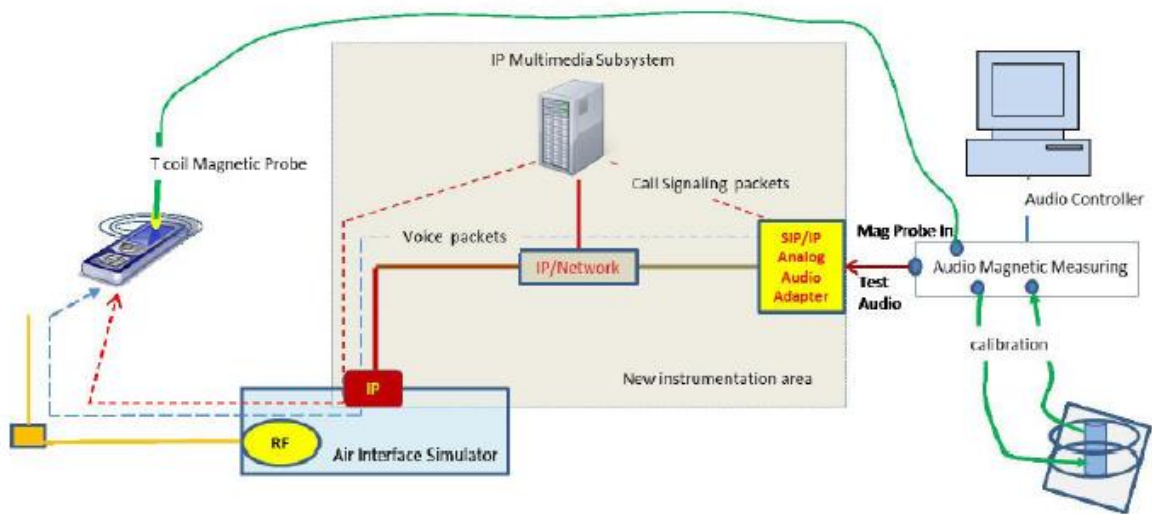 IP Multimedia Subsystem
T coil Magnetic Probe
Call Signaling packets
Audio Controller
Voice packets
SIP/IP
Analog
Audio
Adapter
Mag Probe In
IP/Network
Audio Magnetic Measuring
Test
Audio
calibration
IP
New instrumentation area
RF
Air Interface Simulator